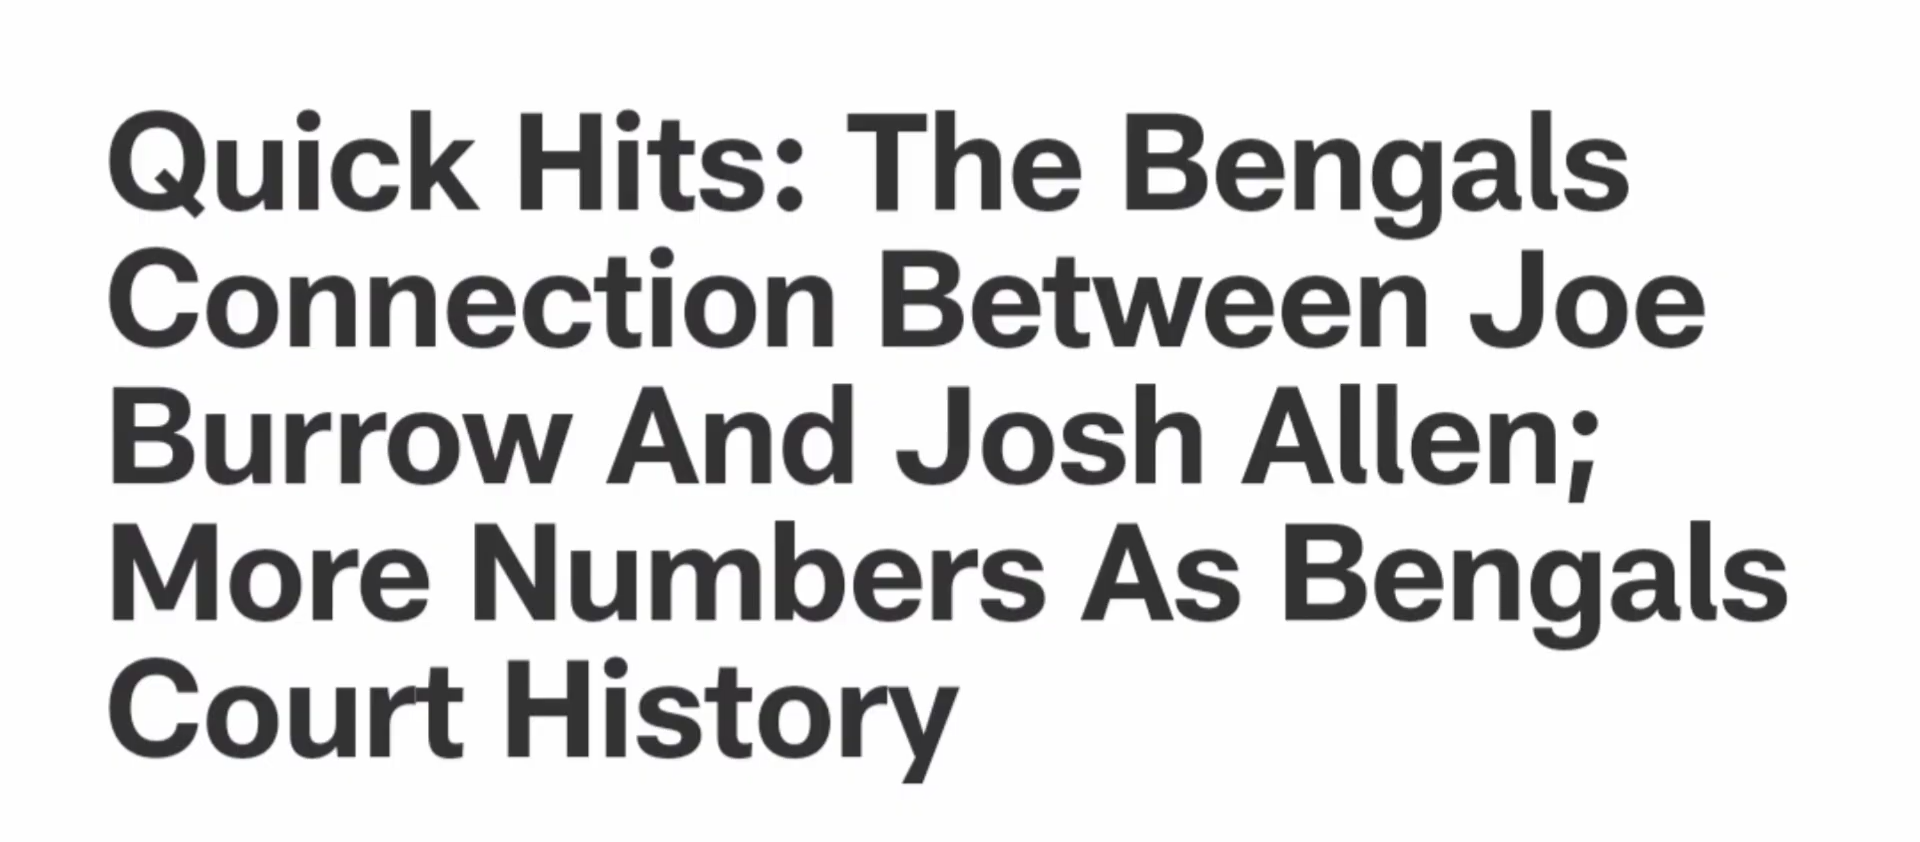 Quick Hits: The Bengals
Connection Between Joe
Burrow And Josh Allen;
More Numbers As Bengals
Court History